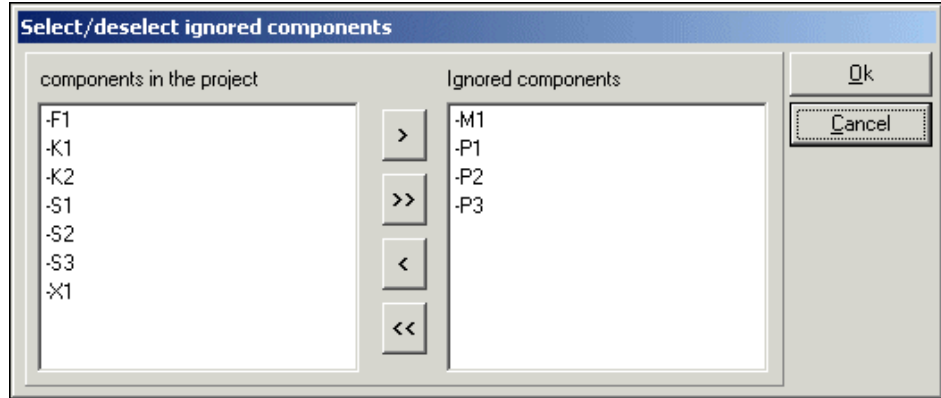 Select/deselect ignored components
components in the project
Ignored components
-F1
-K1
-K2
-S1
-S2
-S3
-X1
>
>>
<
<<
-M1
-P1
-P2
-P3
Ok
Cancel